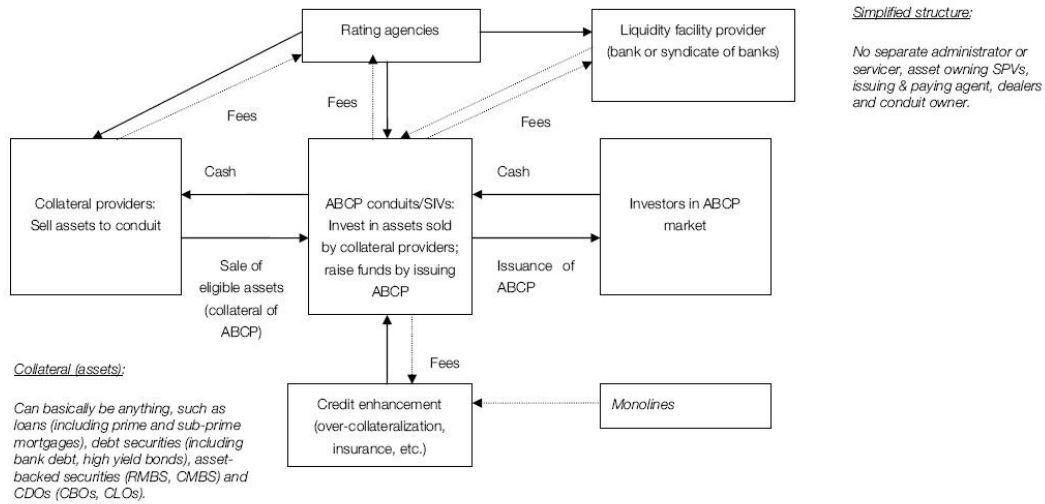 Rating agencies
Liquidity facility provider
(bank or syndicate of banks)
Simplified structure:
No separate administrator or
servicer, asset owning SPVs,
issuing & paying agent, dealers
and conduit owner.
Fees
Fees
Fees
Collateral providers:
Sell assets to conduit
Cash
ABCP conduits/SIVs:
Invest in assets sold
by collateral providers;
raise funds by issuing
ABCP
Cash
Investors in ABCP
market
Sale of
eligible assets
(collateral of
ABCP)
Issuance of
ABCP
Fees
Collateral (assets):
Can basically be anything, such as
loans (including prime and sub-prime
mortgages), debt securities (including
bank debt, high yield bonds), asset-
backed securities (RMBS, CMBS) and
CDOs (CBOs, CLOs).
Credit enhancement
(over-collateralization,
insurance, etc.)
Monolines